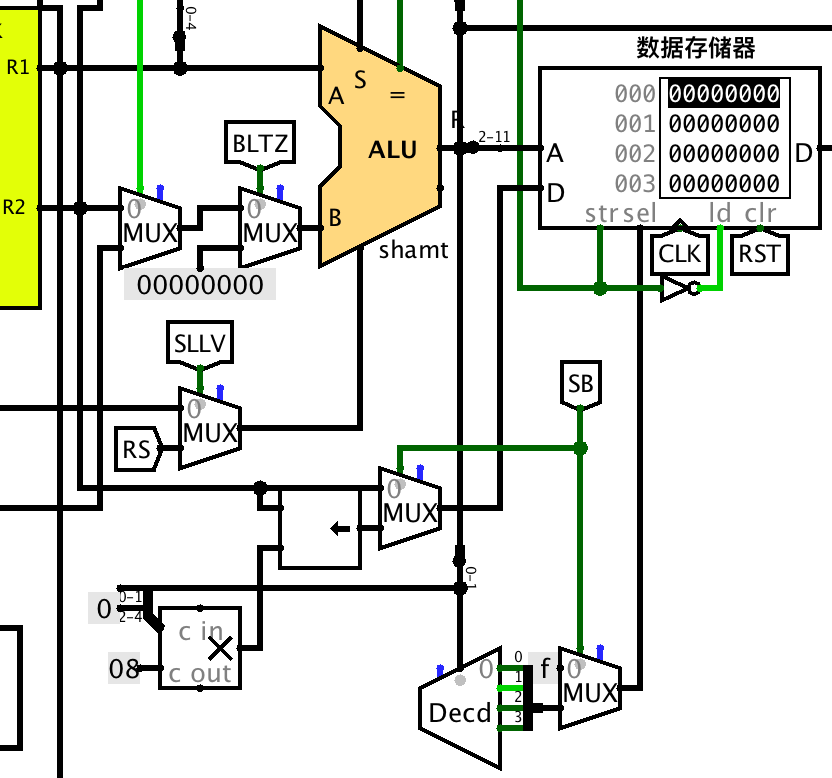 0-4
数据存储器
R1
S
=
A
000 00000000
001 00000000
002 00000000
003 00000000
R
2-11
BLTZ
ALU
A
D
D
R2
0
MUX
0
MUX
B
str sel ld clr
shamt
CLK
RST
00000000
SLLV
SB
0
MUX
RS
0
MUX
0-1
0-1
0
2-4
c in
08
c out
0
0
1
2
3
f
0
MUX
Decd